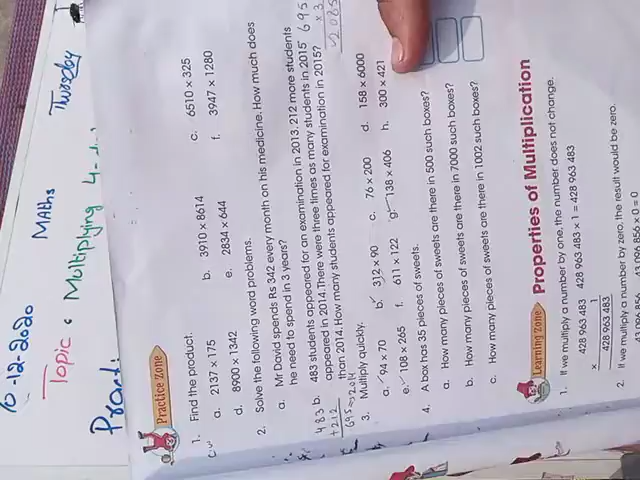 10-12-2020 MAths Thursday
Topic : Multiplying 4-
Practi
Practice Zone
1. Find the product.
a. 2137 x 175 b. 3910 x 8614 c. 6510 x 325
d. 8900 x 1342 e. 2834 x 644 f. 3947 x 1280
2. Solve the following word problems.
a. Mr David spends Rs 342 every month on his medicine. How much does
he need to spend in 3 years?
b. 483 students appeared for an examination in 2013, 212 more students
appeared in 2014. There were three times as many students in 2015
than 2014. How many students appeared for examination in 2015?
483
+212
695 2014
695
x 3
2085
3. Multiply quickly.
a. 94 x 70 b. 312 x 90 c. 76 x 200 d. 158 x 6000
e. 108 x 265 f. 611 x 122 g. 138 x 406 h. 300 x 421
4. A box has 35 pieces of sweets.
a. How many pieces of sweets are there in 500 such boxes?
b. How many pieces of sweets are there in 7000 such boxes?
c. How many pieces of sweets are there in 1002 such boxes?
Learning Zone Properties of Multiplication
1. If we multiply a number by one, the number does not change.
428 963 483 428 963 483 x 1 = 428 963 483
x 1
428 963 483
2. If we multiply a number by zero, the result would be zero.
43 086 856 x 0 = 0